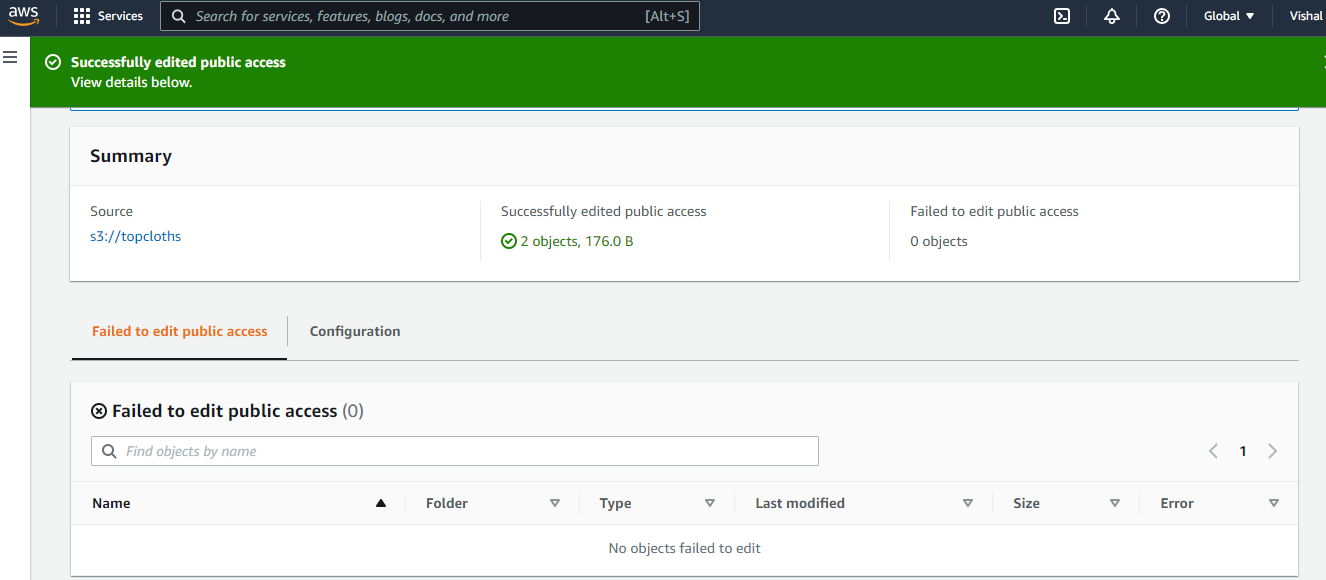 aws Services Search for services, features, blogs, docs, and more [Alt+S] Global Vishal
Successfully edited public access
View details below.
Summary
Source Successfully edited public access Failed to edit public access
s3://topcloths 2 objects, 176.0 B 0 objects
Failed to edit public access Configuration
Failed to edit public access (0)
Find objects by name 1
Name Folder Type Last modified Size Error
No objects failed to edit